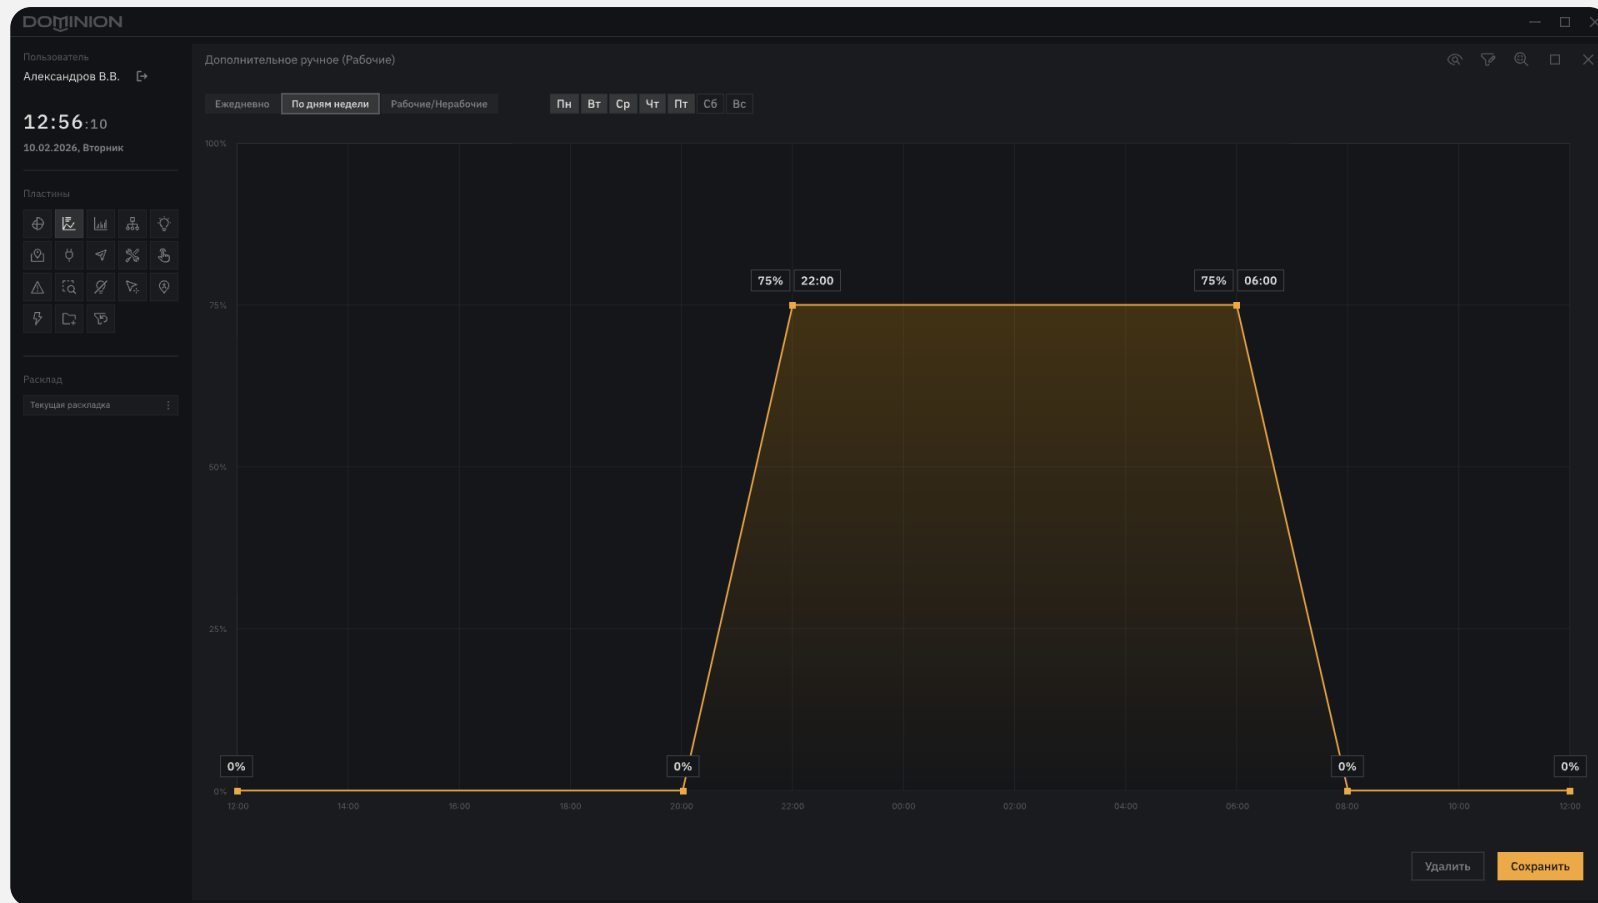 DOMINION
Пользователь
Александров В.В.
12:56:10
10.02.2026, Вторник
Пластины
Расклад
Текущая раскладка
Дополнительное ручное (Рабочие)
Ежедневно По дням недели Рабочие/Нерабочие Пн Вт Ср Чт Пт Сб Вс
100%
75% 22:00 75% 06:00
75%
50%
25%
0% 0% 0% 0%
0%
12:00 14:00 16:00 18:00 20:00 22:00 00:00 02:00 04:00 06:00 08:00 10:00 12:00
Удалить Сохранить